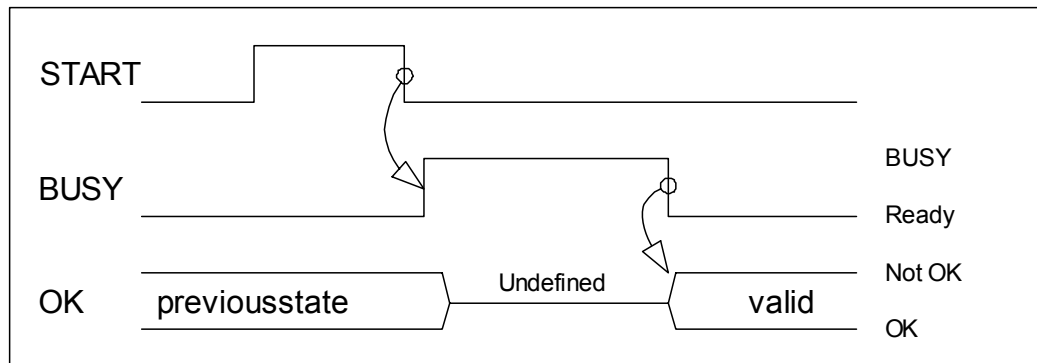 START
BUSY
BUSY
Ready
Undefined
Not OK
OK
previousstate
valid
OK